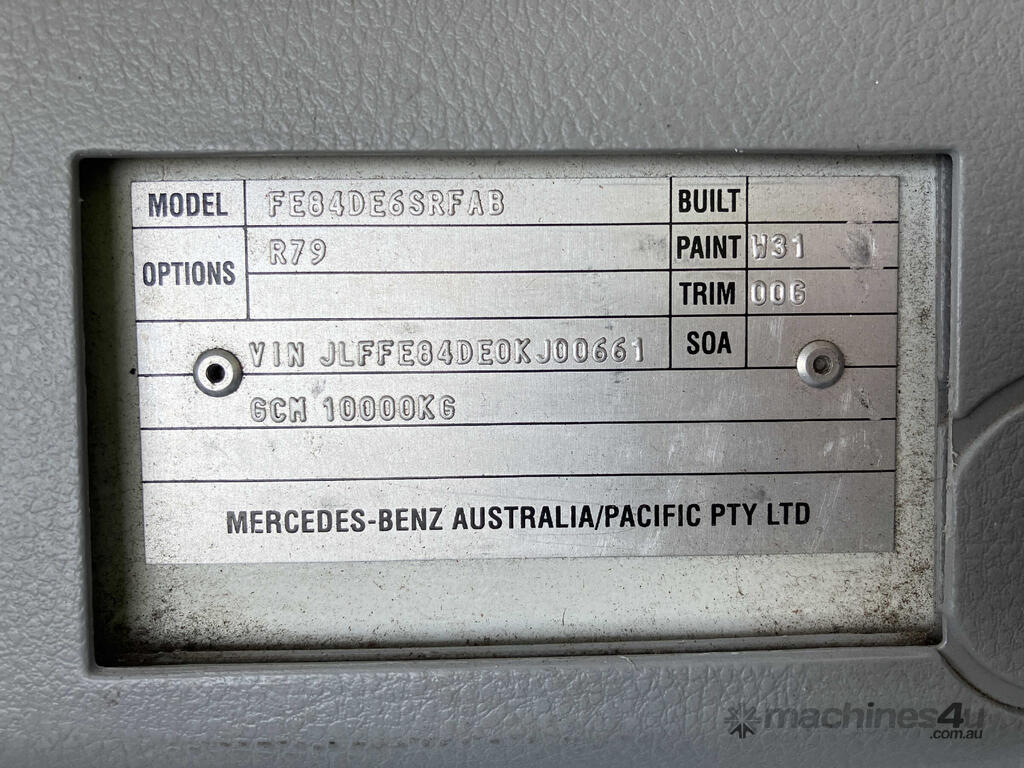 MODEL FE84DE6SRFAB BUILT
OPTIONS R79 PAINT W31
TRIM 00G
VIN JLFFE84DE0KJ00661 SOA
GCM 10000KG
MERCEDES-BENZ AUSTRALIA/PACIFIC PTY LTD
machines4u
.com.au